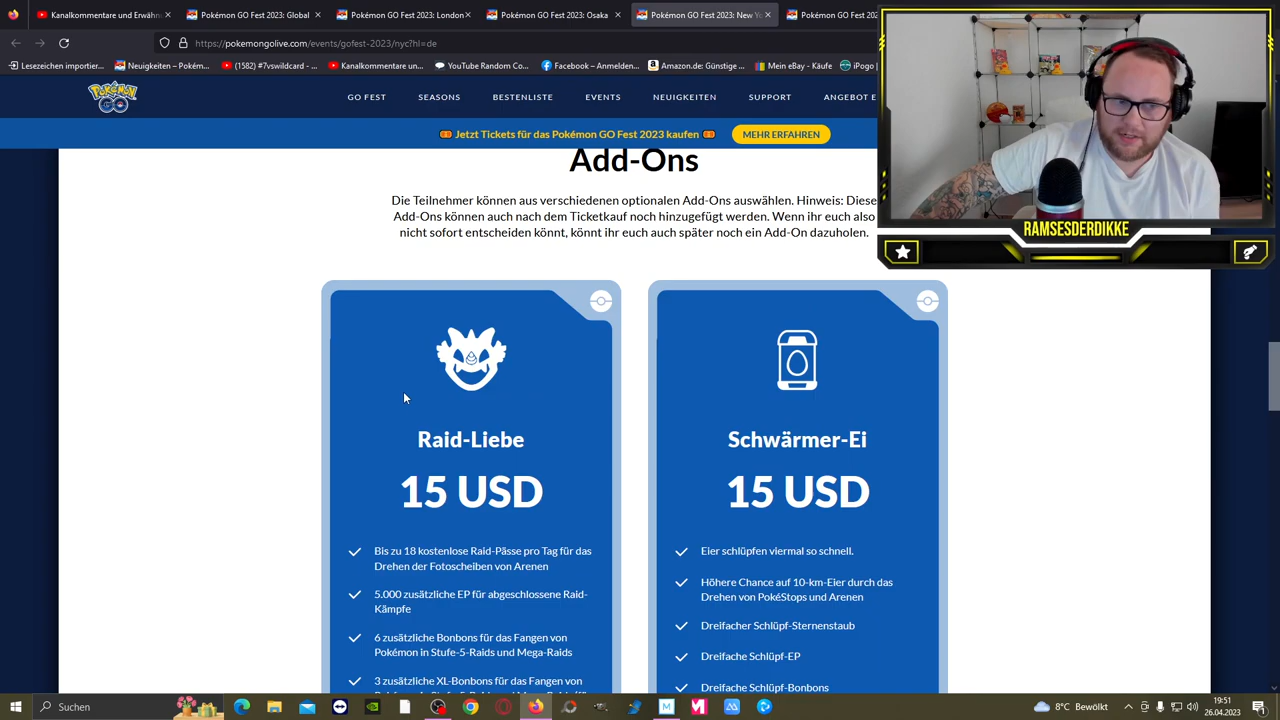 Kanalkommentare und Erwähn
Pokémon GO Fest 2023: Global
Pokémon GO Fest 2023: London
Pokémon GO Fest 2023: Osaka
Pokémon GO Fest 2023: New Yo
Pokémon GO Fest 202
https://pokemongolive.com/events/gofest-2023/nyc?hl=de
Lesezeichen importier...
Neuigkeiten – Pokém...
(1582) #7vswildcard - ...
Kanalkommentare un...
YouTube Random Co...
Facebook – Anmelden...
Amazon.de: Günstige ...
Mein eBay - Käufe
iPogo
POKÉMON GO
GO FEST
SEASONS
BESTENLISTE
EVENTS
NEUIGKEITEN
SUPPORT
ANGEBOT E
Jetzt Tickets für das Pokémon GO Fest 2023 kaufen
MEHR ERFAHREN
RAMSESDERDIKKE
Add-Ons
Die Teilnehmer können aus verschiedenen optionalen Add-Ons auswählen. Hinweis: Diese
Add-Ons können auch nach dem Ticketkauf noch hinzugefügt werden. Wenn ihr euch also
nicht sofort entscheiden könnt, könnt ihr euch auch später noch ein Add-On dazuholen.
Raid-Liebe
15 USD
Bis zu 18 kostenlose Raid-Pässe pro Tag für das
Drehen der Fotoscheiben von Arenen
5.000 zusätzliche EP für abgeschlossene Raid-
Kämpfe
6 zusätzliche Bonbons für das Fangen von
Pokémon in Stufe-5-Raids und Mega-Raids
3 zusätzliche XL-Bonbons für das Fangen von
Schwärmer-Ei
15 USD
Eier schlüpfen viermal so schnell.
Höhere Chance auf 10-km-Eier durch das
Drehen von PokéStops und Arenen
Dreifacher Schlüpf-Sternenstaub
Dreifache Schlüpf-EP
Dreifache Schlüpf-Bonbons
Suchen
8°C Bewölkt
19:51
26.04.2023